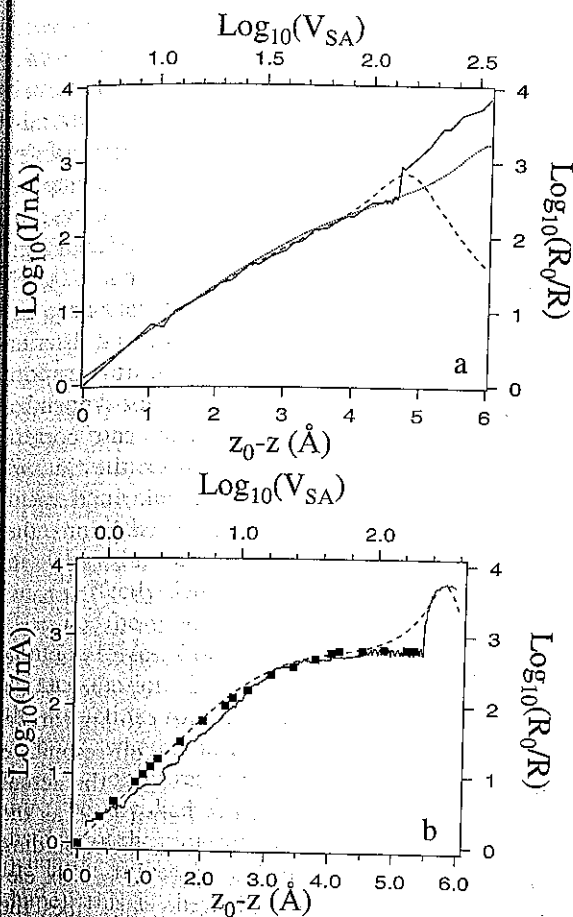 Log₁₀(V_SA)
1.0 1.5 2.0 2.5
4 3 2 1 0
Log₁₀(I/nA)
4 3 2 1 0
Log₁₀(R₀/R)
a
0 1 2 3 4 5 6
z₀-z (Å)
Log₁₀(V_SA)
0.0 1.0 2.0
4 3 2 1 0
Log₁₀(I/nA)
4 3 2 1 0
Log₁₀(R₀/R)
b
0.0 1.0 2.0 3.0 4.0 5.0 6.0
z₀-z (Å)